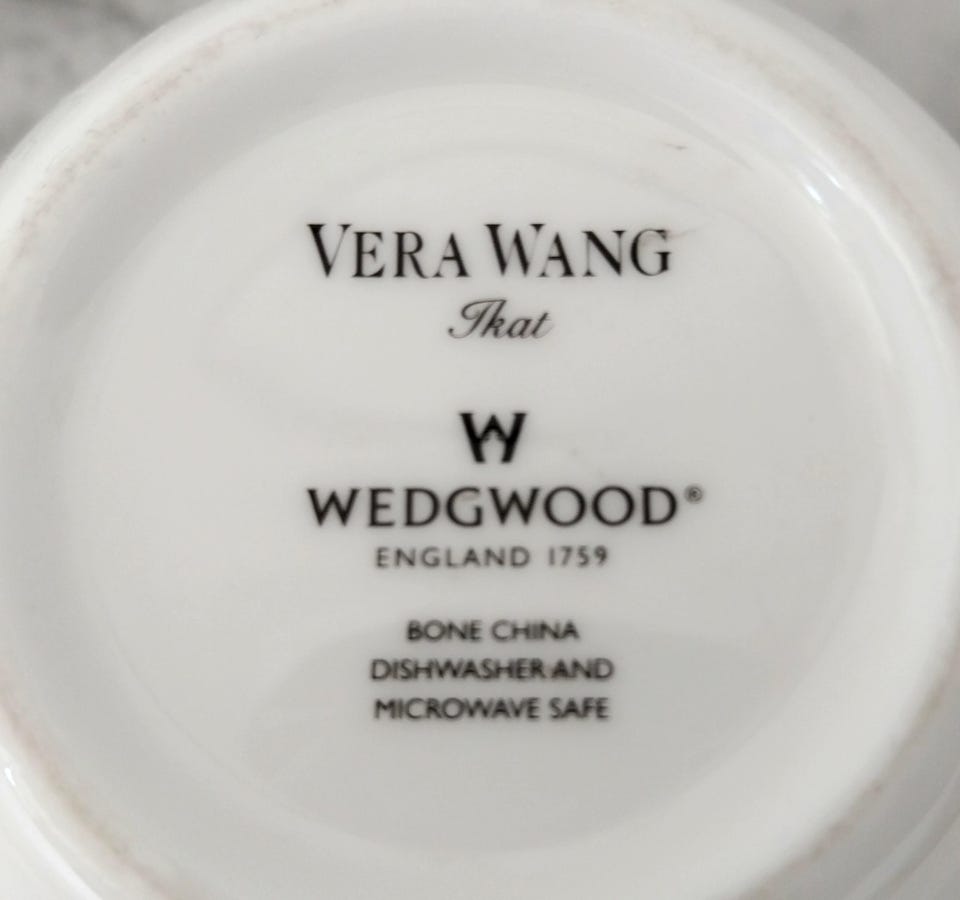 VERA WANG
Ikat
W
WEDGWOOD®
ENGLAND 1759
BONE CHINA
DISHWASHER AND
MICROWAVE SAFE